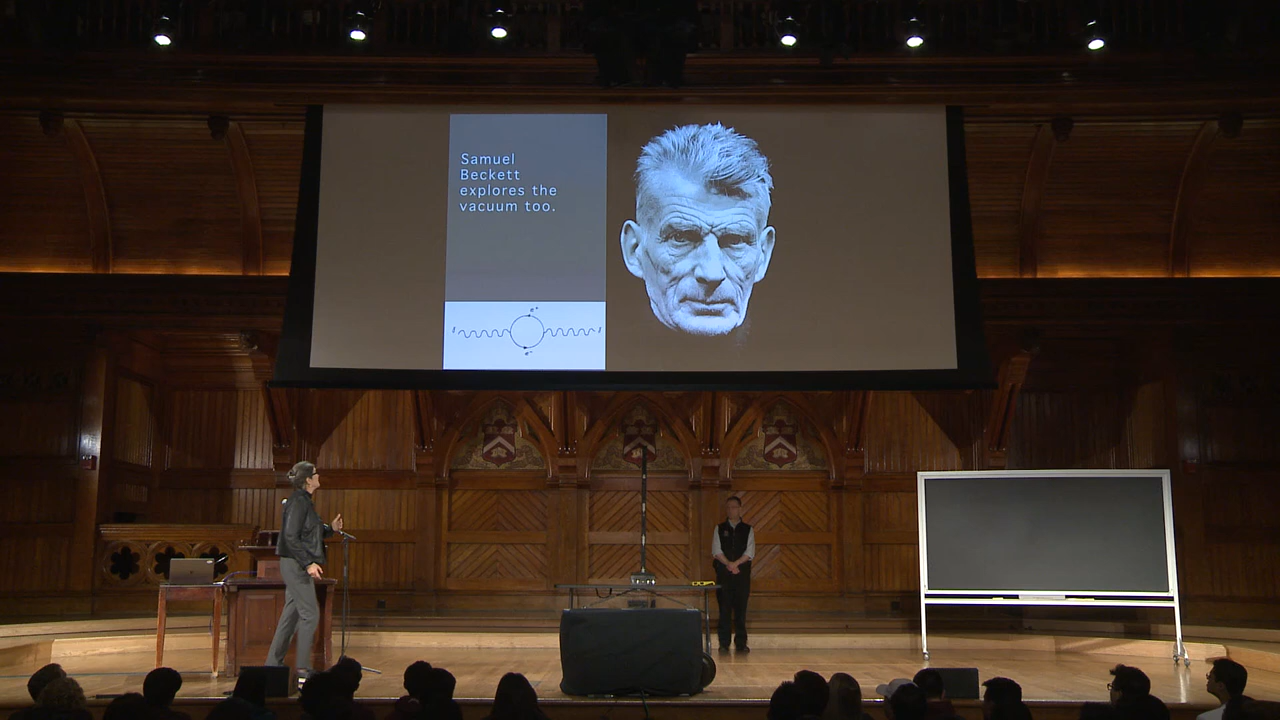 Samuel
Beckett
explores the
vacuum too.
e⁺
e⁻